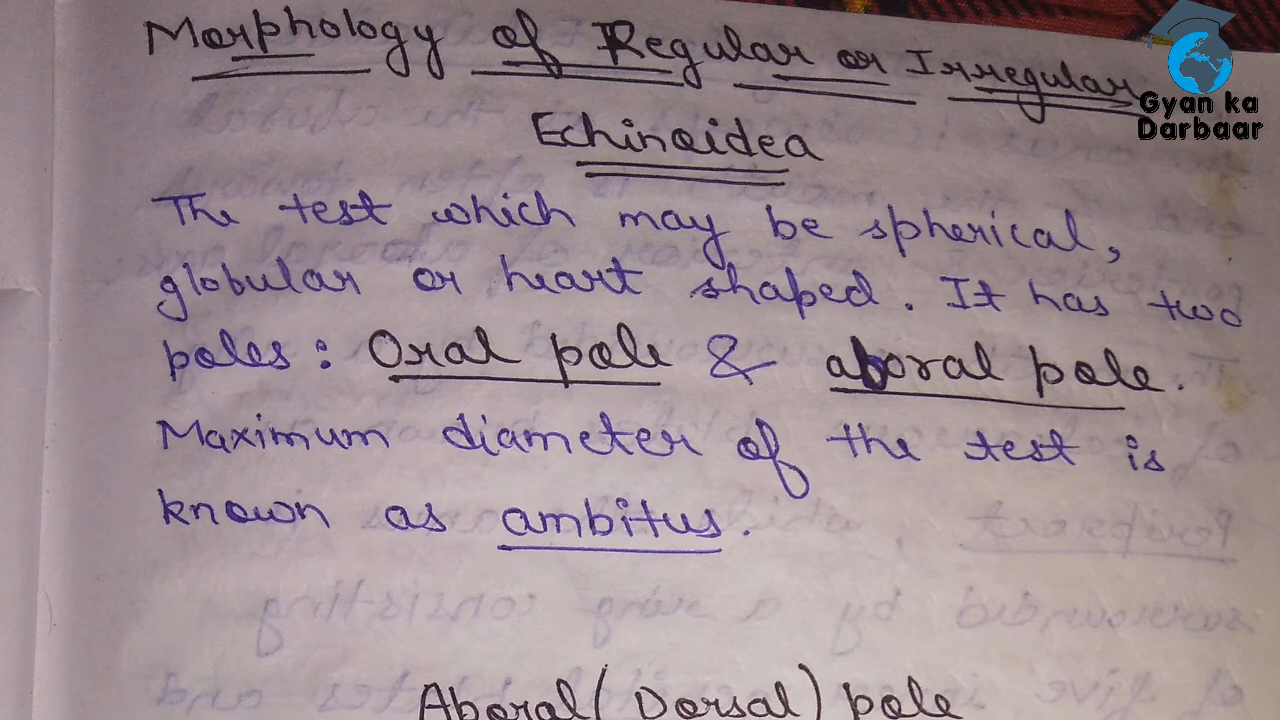 Morphology of Regular or Irregular
Echinoidea
The test which may be spherical,
globular or heart shaped. It has two
poles: Oral pole & aboral pole.
Maximum diameter of the test is
known as ambitus.
Aboral (Dorsal) pole
Gyan ka
Darbaar